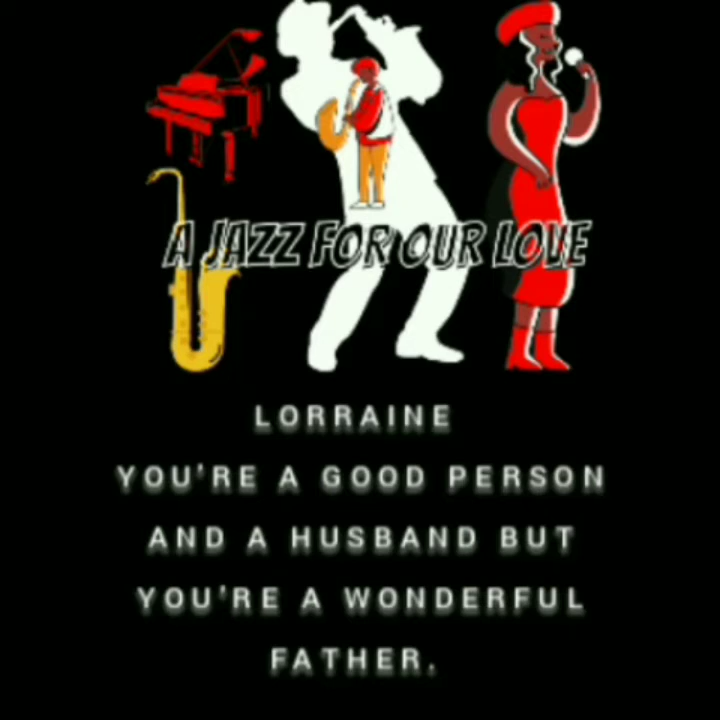 A JAZZ FOR OUR LOVE
LORRAINE
YOU'RE A GOOD PERSON
AND A HUSBAND BUT
YOU'RE A WONDERFUL
FATHER.